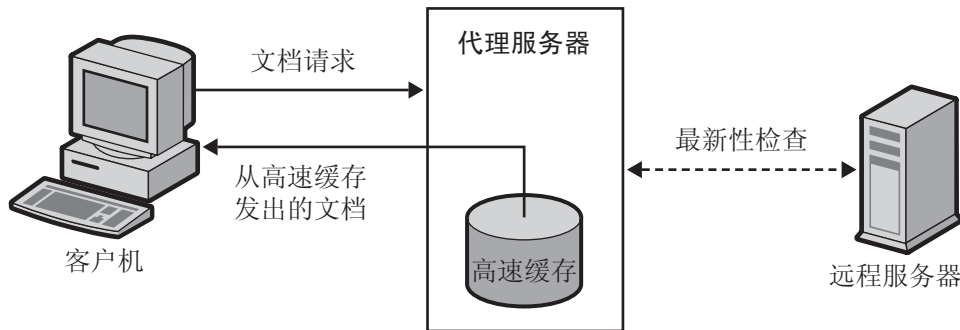 代理服务器
文档请求
最新性检查
从高速缓存
发出的文档
高速缓存
客户机
远程服务器